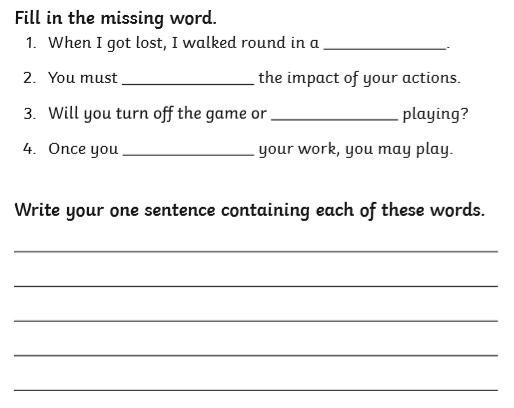 Fill in the missing word.
1. When I got lost, I walked round in a ______________.
2. You must _______________ the impact of your actions.
3. Will you turn off the game or ______________ playing?
4. Once you _______________ your work, you may play.
Write your one sentence containing each of these words.